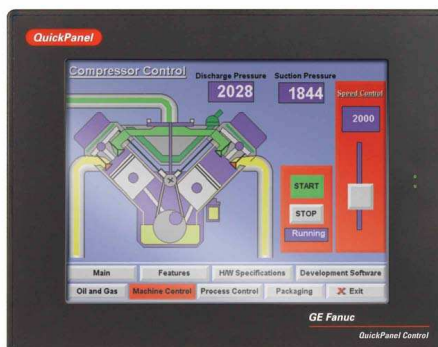 QuickPanel
Compressor Control
Discharge Pressure
Suction Pressure
2028
1844
Speed Control
2000
START
STOP
Running
Main
Features
H/W Specifications
Development Software
Oil and Gas
Machine Control
Process Control
Packaging
X Exit
GE Fanuc
QuickPanel Control